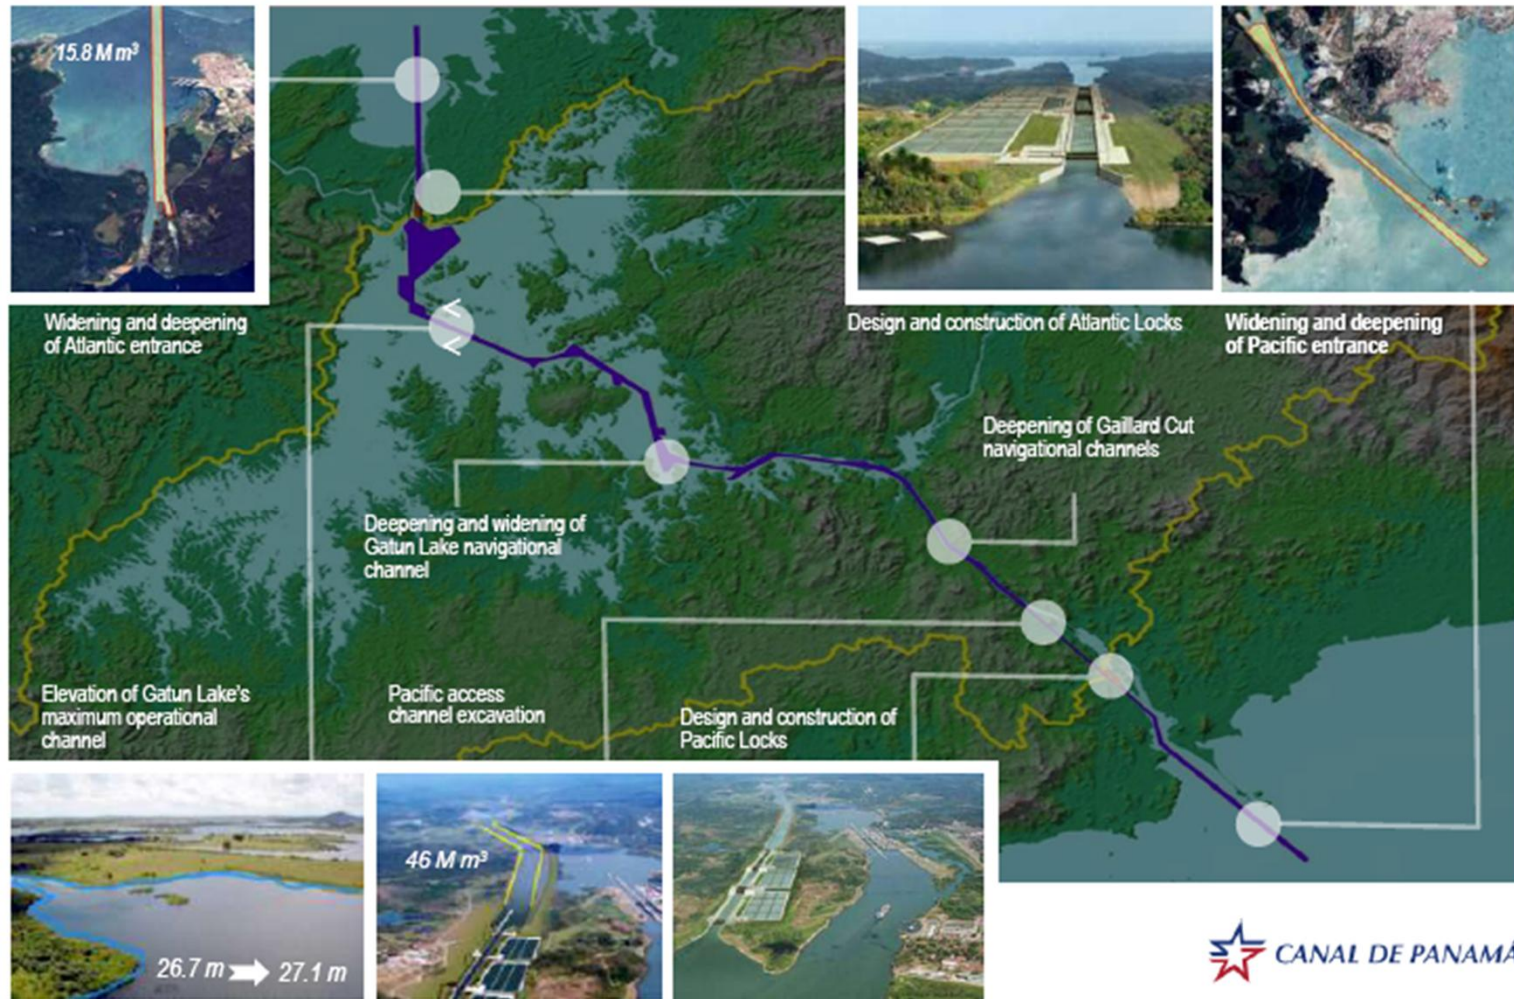 15.8 M m³
Widening and deepening
of Atlantic entrance
Design and construction of Atlantic Locks
Widening and deepening
of Pacific entrance
Deepening of Gaillard Cut
navigational channels
Deepening and widening of
Gatun Lake navigational
channel
Elevation of Gatun Lake's
maximum operational
channel
Pacific access
channel excavation
Design and construction of
Pacific Locks
26.7 m 27.1 m
46 M m³
CANAL DE PANAMÁ